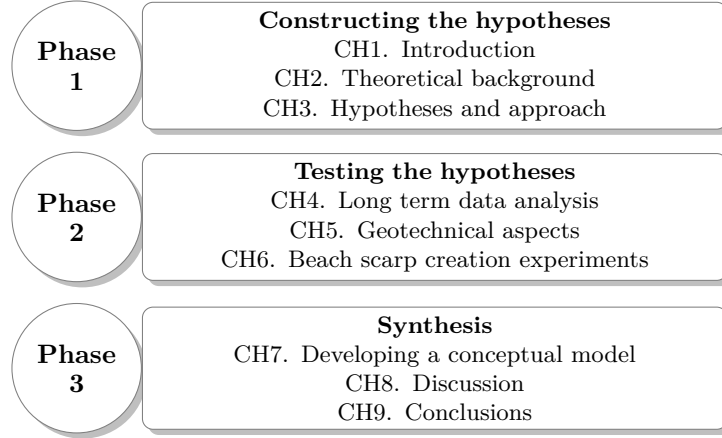 Phase
1
Constructing the hypotheses
CH1. Introduction
CH2. Theoretical background
CH3. Hypotheses and approach
Phase
2
Testing the hypotheses
CH4. Long term data analysis
CH5. Geotechnical aspects
CH6. Beach scarp creation experiments
Phase
3
Synthesis
CH7. Developing a conceptual model
CH8. Discussion
CH9. Conclusions